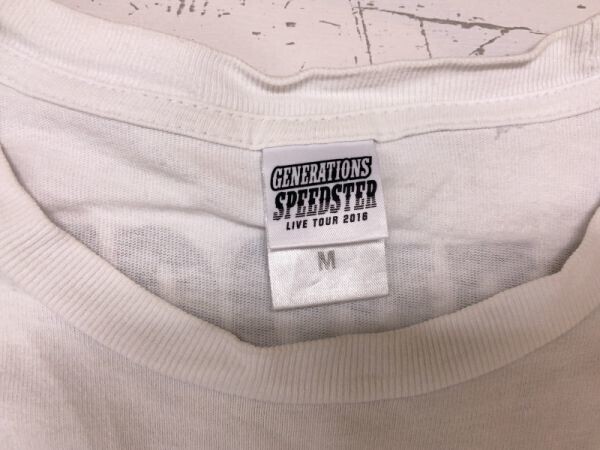 GENERATIONS
SPEEDSTER
LIVE TOUR 2016
M